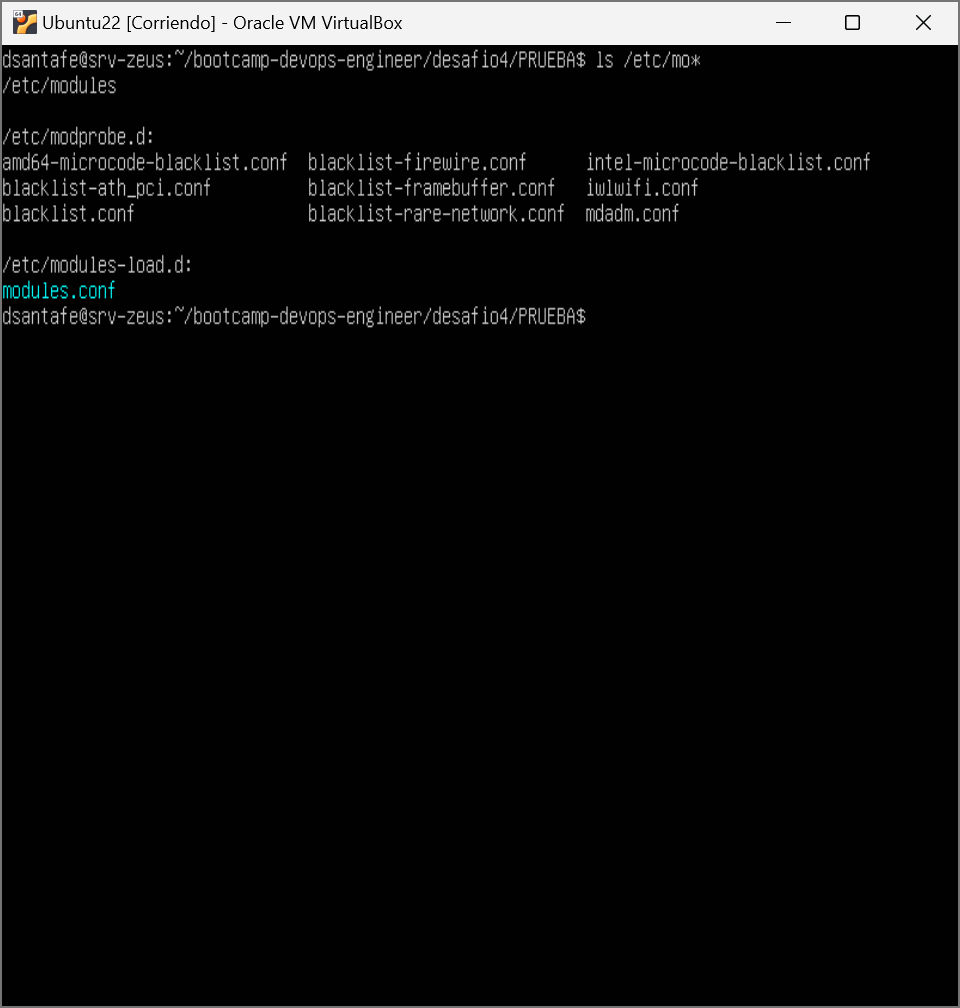 Ubuntu22 [Corriendo] - Oracle VM VirtualBox
dsantafe@srv-zeus:~/bootcamp-devops-engineer/desafio4/PRUEBA$ ls /etc/mo*
/etc/modules
/etc/modprobe.d:
amd64-microcode-blacklist.conf  blacklist-firewire.conf      intel-microcode-blacklist.conf
blacklist-ath_pci.conf          blacklist-framebuffer.conf   iwlwifi.conf
blacklist.conf                  blacklist-rare-network.conf  mdadm.conf
/etc/modules-load.d:
modules.conf
dsantafe@srv-zeus:~/bootcamp-devops-engineer/desafio4/PRUEBA$